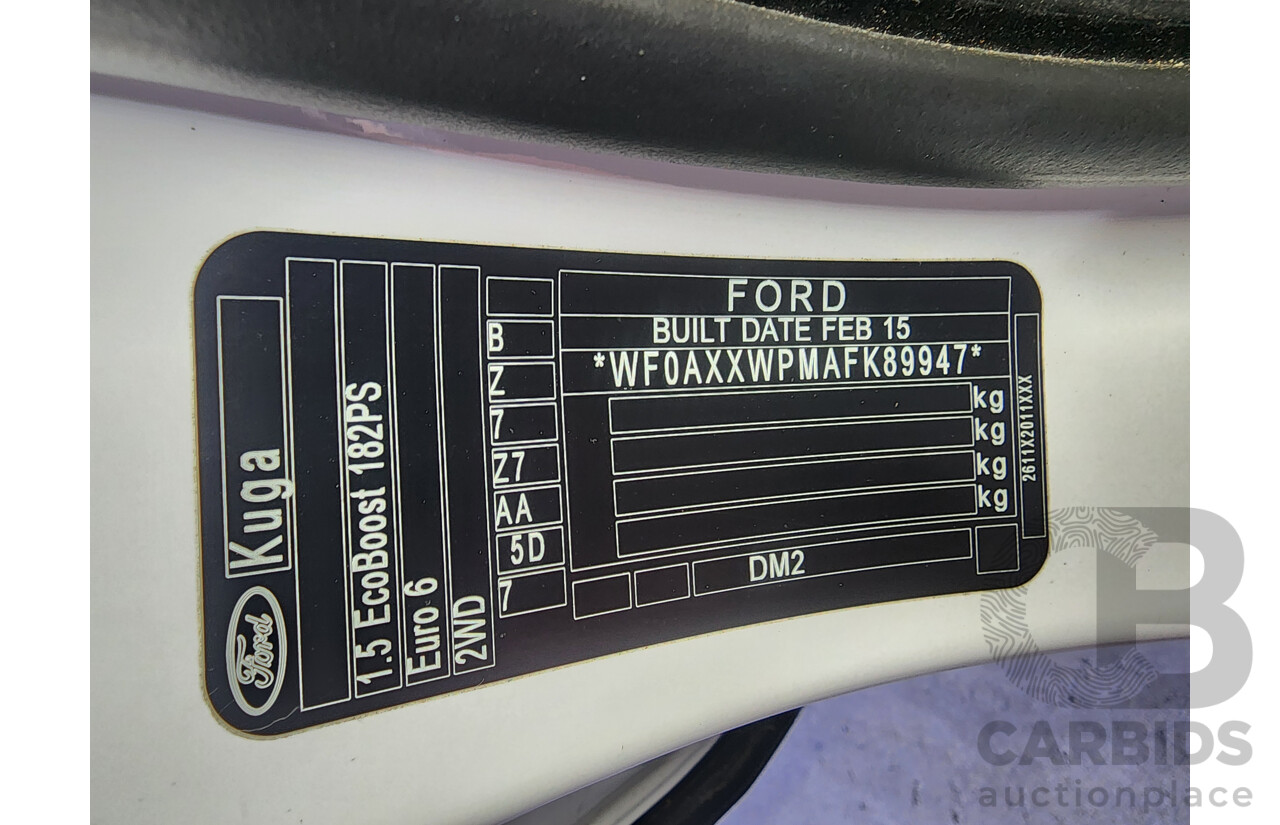 FORD
BUILT DATE FEB 15
*WF0AXXWPMAFK89947*
kg
kg
kg
kg
DM2
2611X2011XXX
B
Z
7
Z7
AA
5D
7
Ford
Kuga
1.5 EcoBoost 182PS
Euro 6
2WD
CB
CARBIDS
auctionplace